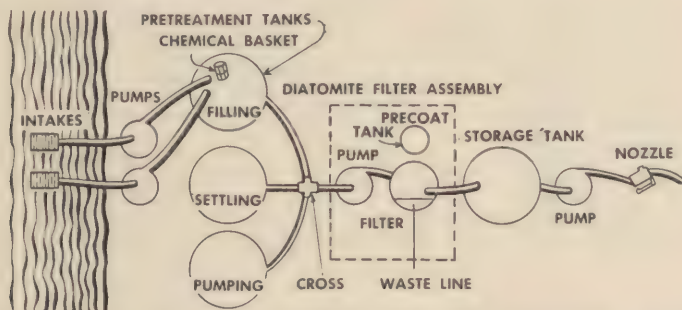 PRETREATMENT TANKS
CHEMICAL BASKET
DIATOMITE FILTER ASSEMBLY
PUMPS
FILLING
PRECOAT
TANK
STORAGE TANK
INTAKES
PUMP
NOZZLE
SETTLING
FILTER
PUMP
PUMPING
CROSS
WASTE LINE